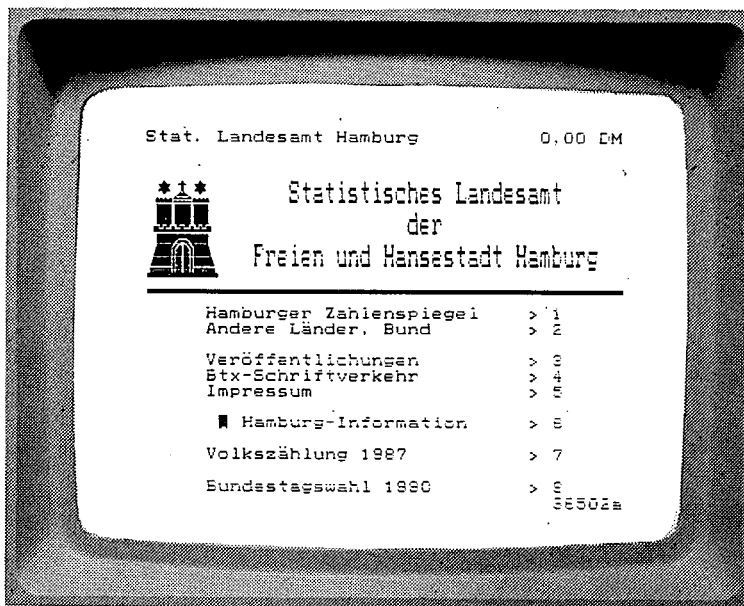 Stat. Landesamt Hamburg 0,00 DM
Statistisches Landesamt
der
Freien und Hansestadt Hamburg
Hamburger Zahlenspiegel > 1
Andere Länder, Bund > 2
Veröffentlichungen > 3
Btx-Schriftverkehr > 4
Impressum > 5
Hamburg-Information > 6
Volkszählung 1987 > 7
Bundestagswahl 1990 >
36502a